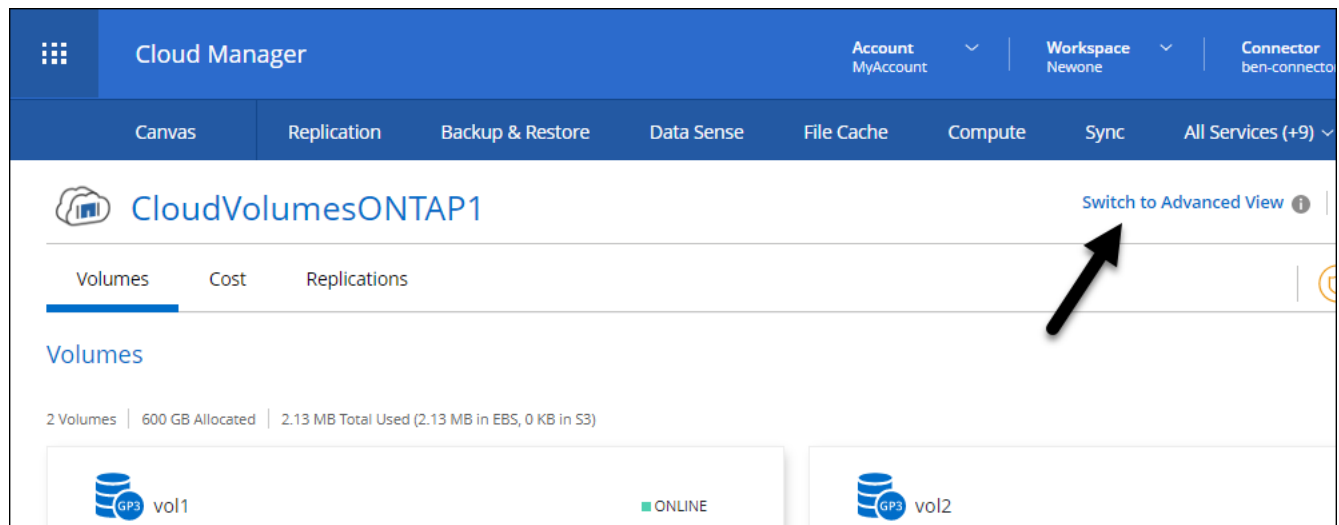 Cloud Manager
Account
MyAccount
Workspace
Newone
Connector
ben-connector
Canvas Replication Backup & Restore Data Sense File Cache Compute Sync All Services (+9)
CloudVolumesONTAP1
Switch to Advanced View
Volumes Cost Replications
Volumes
2 Volumes 600 GB Allocated 2.13 MB Total Used (2.13 MB in EBS, 0 KB in S3)
GP3 vol1 ONLINE GP3 vol2